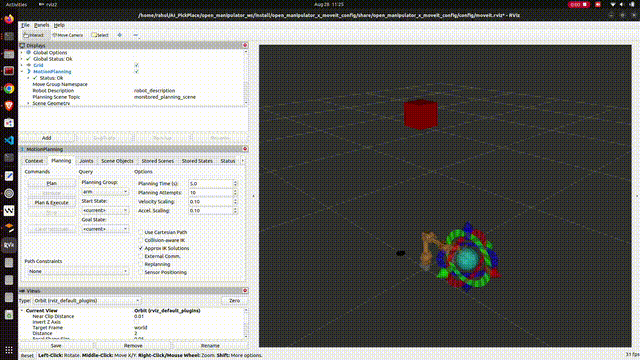 Activities
rviz2
Aug 28 11:25
/home/rahul/AI_PickPlace/open_manipulator_ws/install/open_manipulator_x_moveit_config/share/open_manipulator_x_moveit_config/config/moveit.rviz* - RViz
File Panels Help
Interact Move Camera Select
Displays
Global Options
Global Status: Ok
Grid
MotionPlanning
Status: Ok
Move Group Namespace
Robot Description robot_description
Planning Scene Topic monitored_planning_scene
Scene Geometry
Add
MotionPlanning
Context Planning Joints Scene Objects Stored Scenes Stored States Status
Commands Query Options
Plan Planning Group: Planning Time (s): 5.0
arm Planning Attempts: 10
Plan & Execute Start State: Velocity Scaling: 0.10
<current> Accel. Scaling: 0.10
Goal State:
<current> Use Cartesian Path
Collision-aware IK
Approx IK Solutions
External Comm.
Path Constraints Replanning
None Sensor Positioning
Views
Type: Orbit (rviz_default_plugins) Zero
Current View Orbit (rviz)
Near Clip Distance 0.01
Invert Z Axis
Target Frame world
Distance 2
Save Remove Rename
Reset Left-Click: Rotate. Middle-Click: Move X/Y. Right-Click/Mouse Wheel: Zoom. Shift: More options.
31 fps